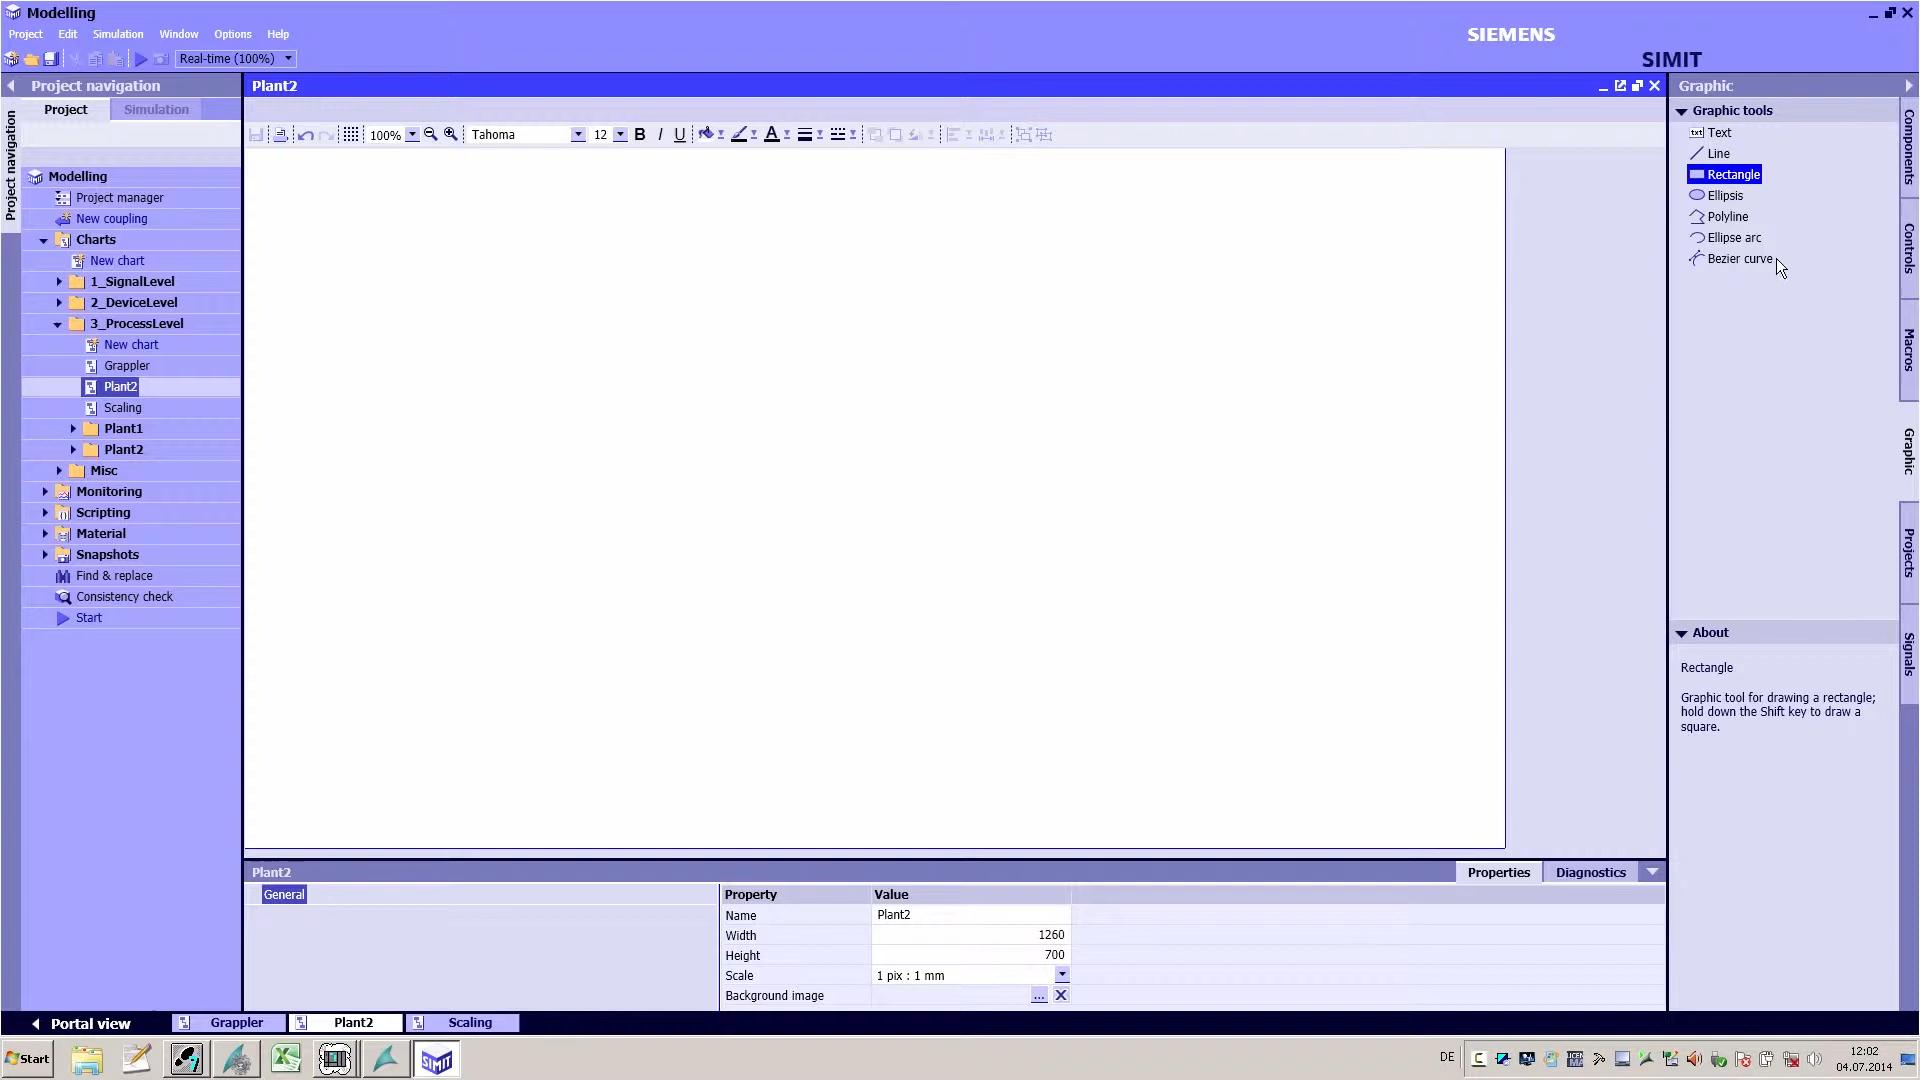 Modelling
Project Edit Simulation Window Options Help
SIEMENS
Real-time (100%)
SIMIT
Project navigation
Project Simulation
Project navigation
Modelling
Project manager
New coupling
Charts
New chart
1_SignalLevel
2_DeviceLevel
3_ProcessLevel
New chart
Grappler
Plant2
Scaling
Plant1
Plant2
Misc
Monitoring
Scripting
Material
Snapshots
Find & replace
Consistency check
Start
Plant2
100% Tahoma 12 B I U A
Graphic
Graphic tools
txt Text
Line
Rectangle
Ellipsis
Polyline
Ellipse arc
Bezier curve
About
Rectangle
Graphic tool for drawing a rectangle;
hold down the Shift key to draw a
square.
Components
Controls
Macros
Graphic
Projects
Signals
Plant2
Properties Diagnostics
General
Property Value
Name Plant2
Width 1260
Height 700
Scale 1 pix : 1 mm
Background image ... X
Portal view Grappler Plant2 Scaling
Start
SIMIT
DE
12:02
04.07.2014